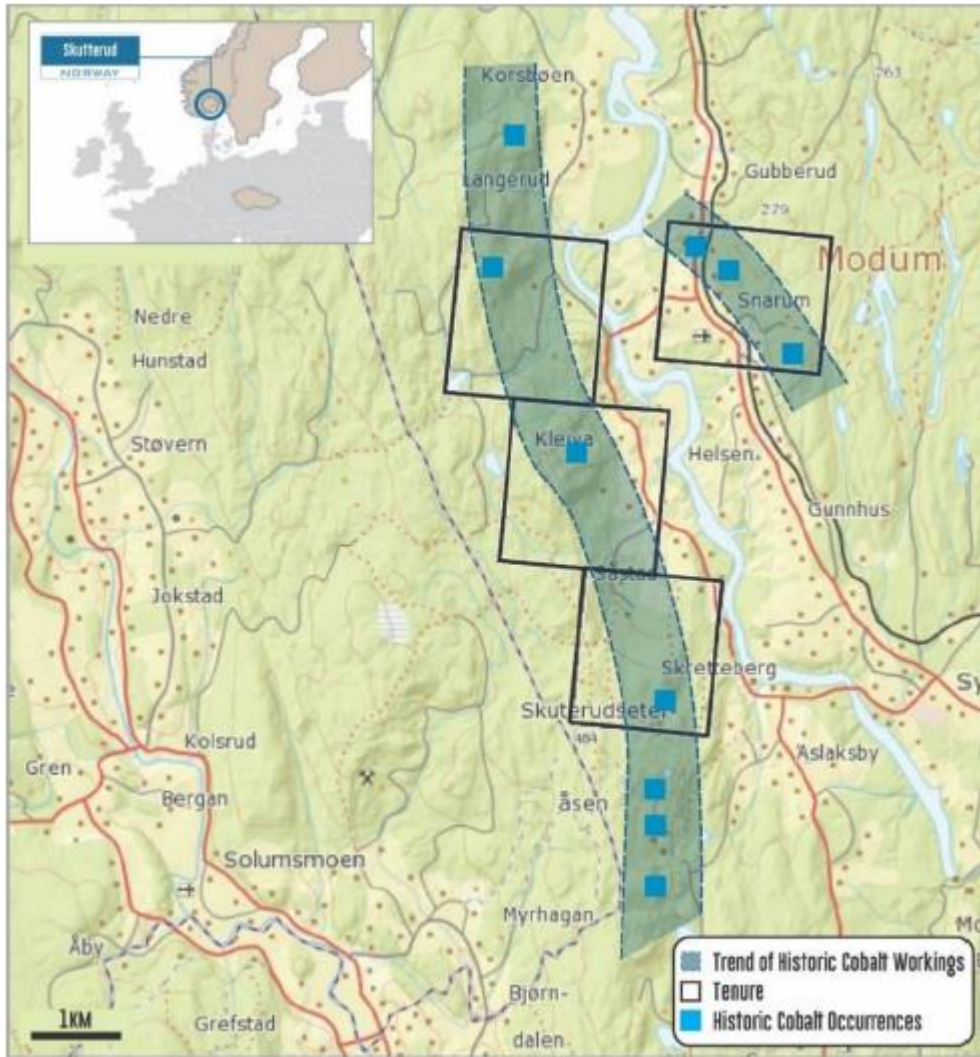 Skutterud
NORWAY
Korsbøen
763
Langerud
Gubberud
279
Modum
Snarum
Nedre
Hunstad
Støvern
Kleiva
Helsen
Gunnhus
Jokstad
Såstad
Skretteberg
Sy
Skuterudseter
484
Kolsrud
Aslaksby
Gren
Bergan
åsen
Solumsmoen
Myrhagan
Mo
Åby
Bjørn-
dalen
Grefstad
1KM
Trend of Historic Cobalt Workings
Tenure
Historic Cobalt Occurrences